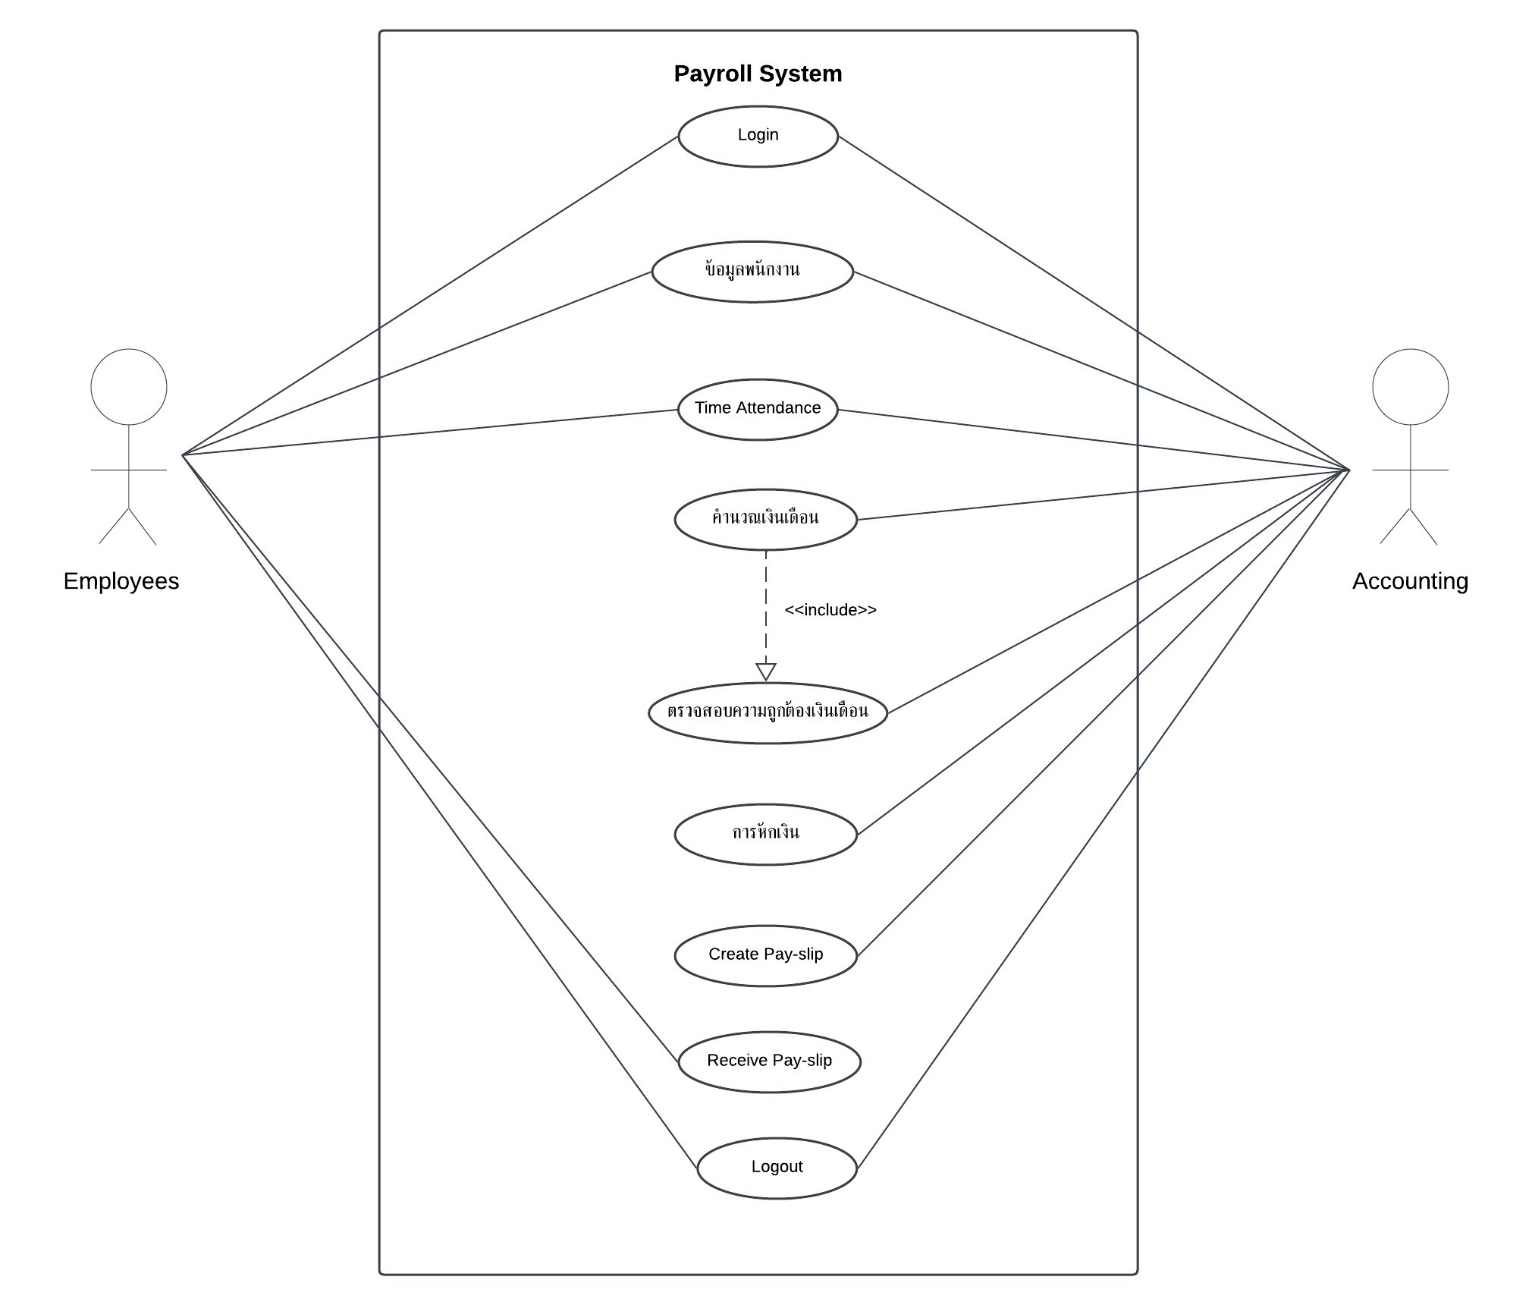 Payroll System
Login
ข้อมูลพนักงาน
Time Attendance
คำนวณเงินเดือน
Employees
Accounting
<<include>>
ตรวจสอบความถูกต้องเงินเดือน
การหักเงิน
Create Pay-slip
Receive Pay-slip
Logout